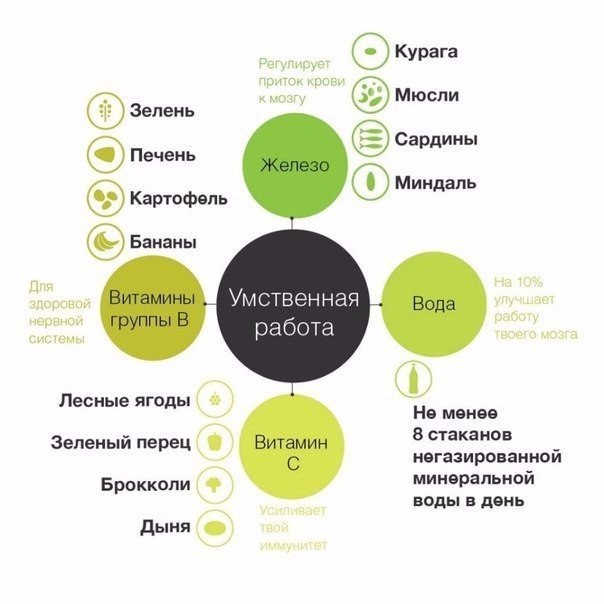 Регулирует
приток крови
к мозгу
Железо
Курага
Мюсли
Сардины
Миндаль
Зелень
Печень
Картофель
Бананы
Для
здоровой
нервной
системы
Витамины
группы В
Умственная
работа
Вода
На 10%
улучшает
работу
твоего мозга
Не менее
8 стаканов
негазированной
минеральной
воды в день
Лесные ягоды
Зеленый перец
Брокколи
Дыня
Витамин
С
Усиливает
твой
иммунитет